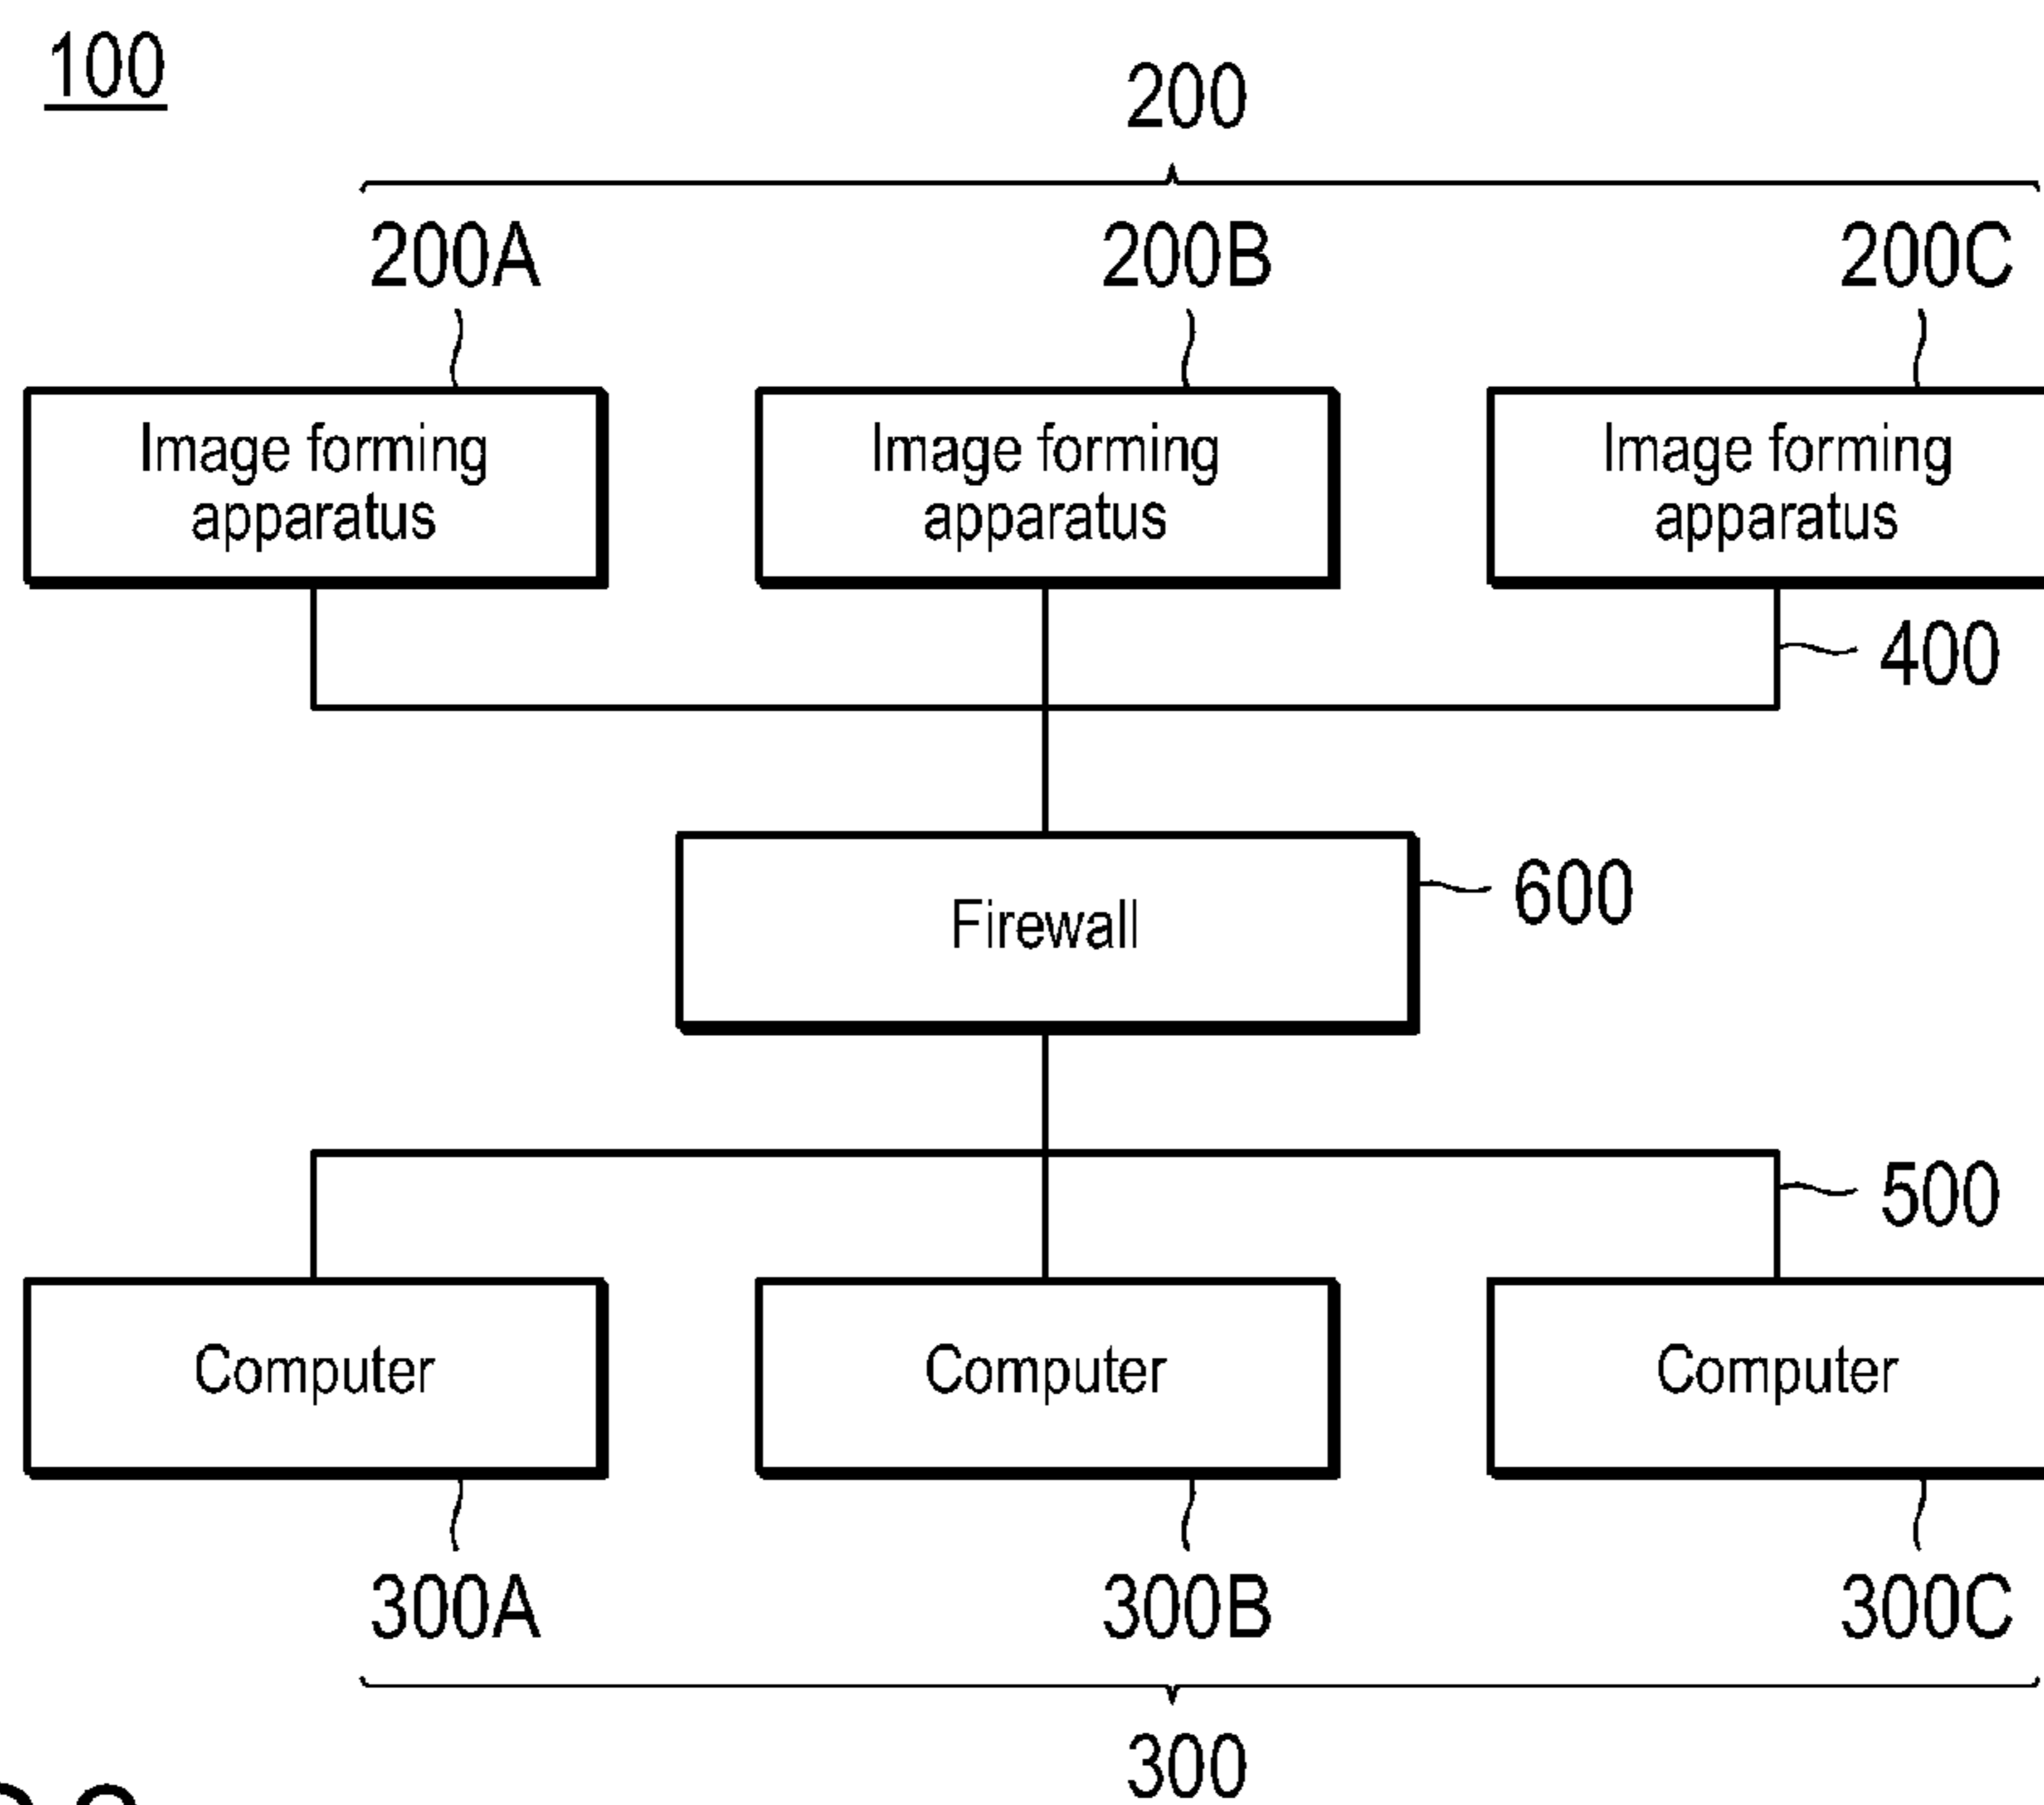 100
200
200A 200B 200C
Image forming apparatus
Image forming apparatus
Image forming apparatus
400
Firewall
600
500
Computer Computer Computer
300A 300B 300C
300